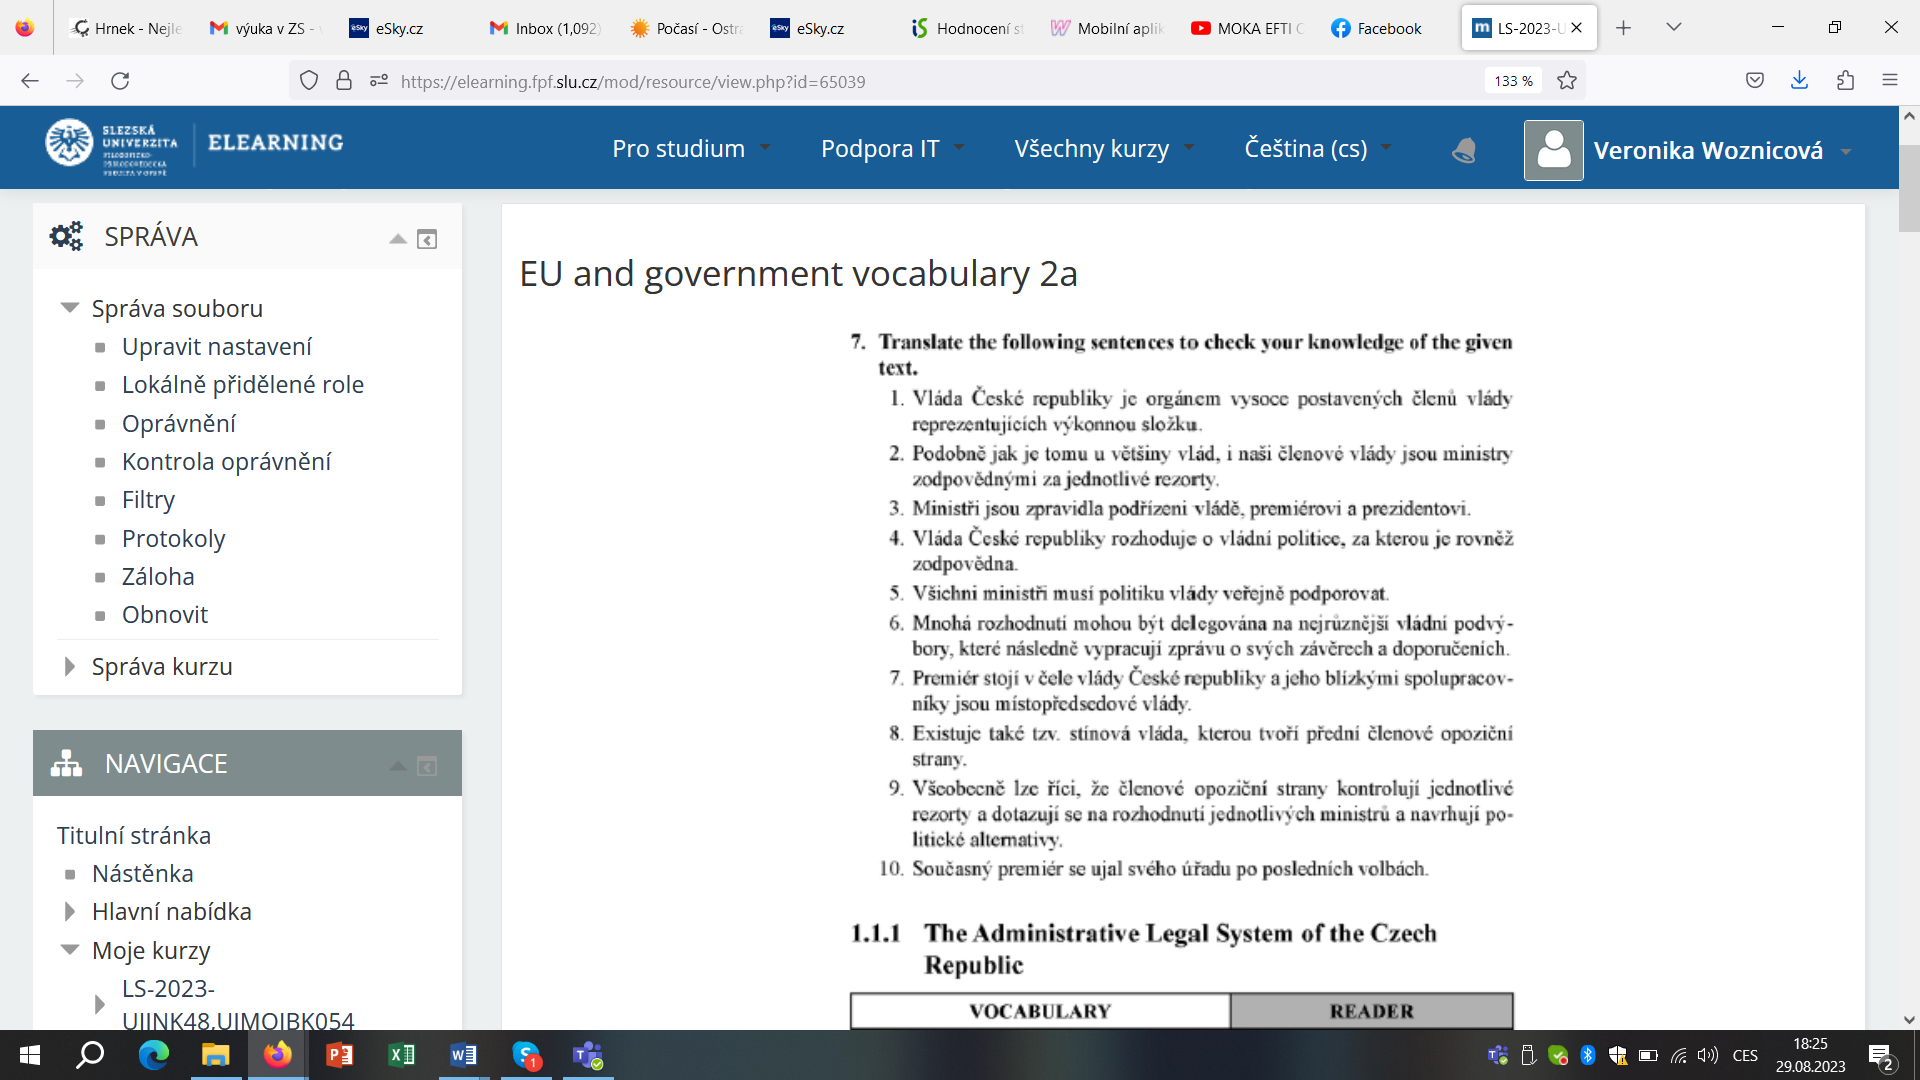 Hrnek - Nejle
výuka v ZS -
eSky.cz
Inbox (1,092)
Počasí - Ostra
eSky.cz
Hodnocení st
Mobilní aplik
MOKA EFTI O
Facebook
LS-2023-U
https://elearning.fpf.slu.cz/mod/resource/view.php?id=65039
133 %
SLEZSKÁ
UNIVERZITA
FILOZOFICKO-
PŘÍRODOVĚDECKÁ
FAKULTA V OPAVĚ
ELEARNING
Pro studium
Podpora IT
Všechny kurzy
Čeština (cs)
Veronika Woznicová
SPRÁVA
Správa souboru
Upravit nastavení
Lokálně přidělené role
Oprávnění
Kontrola oprávnění
Filtry
Protokoly
Záloha
Obnovit
Správa kurzu
NAVIGACE
Titulní stránka
Nástěnka
Hlavní nabídka
Moje kurzy
LS-2023-
UJJNK48,UJMOJBK054
EU and government vocabulary 2a
7. Translate the following sentences to check your knowledge of the given
text.
1. Vláda České republiky je orgánem vysoce postavených členů vlády
reprezentujících výkonnou složku.
2. Podobně jak je tomu u většiny vlád, i naši členové vlády jsou ministry
zodpovědnými za jednotlivé rezorty.
3. Ministři jsou zpravidla podřízeni vládě, premiérovi a prezidentovi.
4. Vláda České republiky rozhoduje o vládní politice, za kterou je rovněž
zodpovědna.
5. Všichni ministři musí politiku vlády veřejně podporovat.
6. Mnohá rozhodnutí mohou být delegována na nejrůznější vládní podvý-
bory, které následně vypracují zprávu o svých závěrech a doporučeních.
7. Premiér stojí v čele vlády České republiky a jeho blízkými spolupracov-
níky jsou místopředsedové vlády.
8. Existuje také tzv. stínová vláda, kterou tvoří přední členové opoziční
strany.
9. Všeobecně lze říci, že členové opoziční strany kontrolují jednotlivé
rezorty a dotazují se na rozhodnutí jednotlivých ministrů a navrhují po-
litické alternativy.
10. Současný premiér se ujal svého úřadu po posledních volbách.
1.1.1 The Administrative Legal System of the Czech
Republic
VOCABULARY
READER
CES
18:25
29.08.2023
2
1